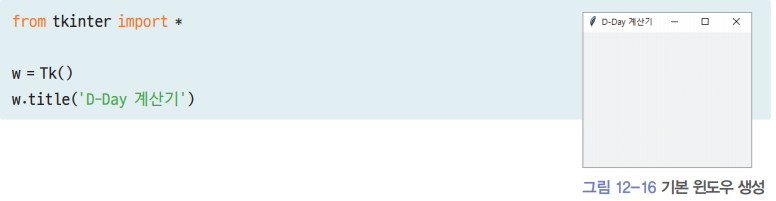 from tkinter import *
w = Tk()
w.title('D-Day 계산기')
D-Day 계산기
그림 12-16 기본 윈도우 생성